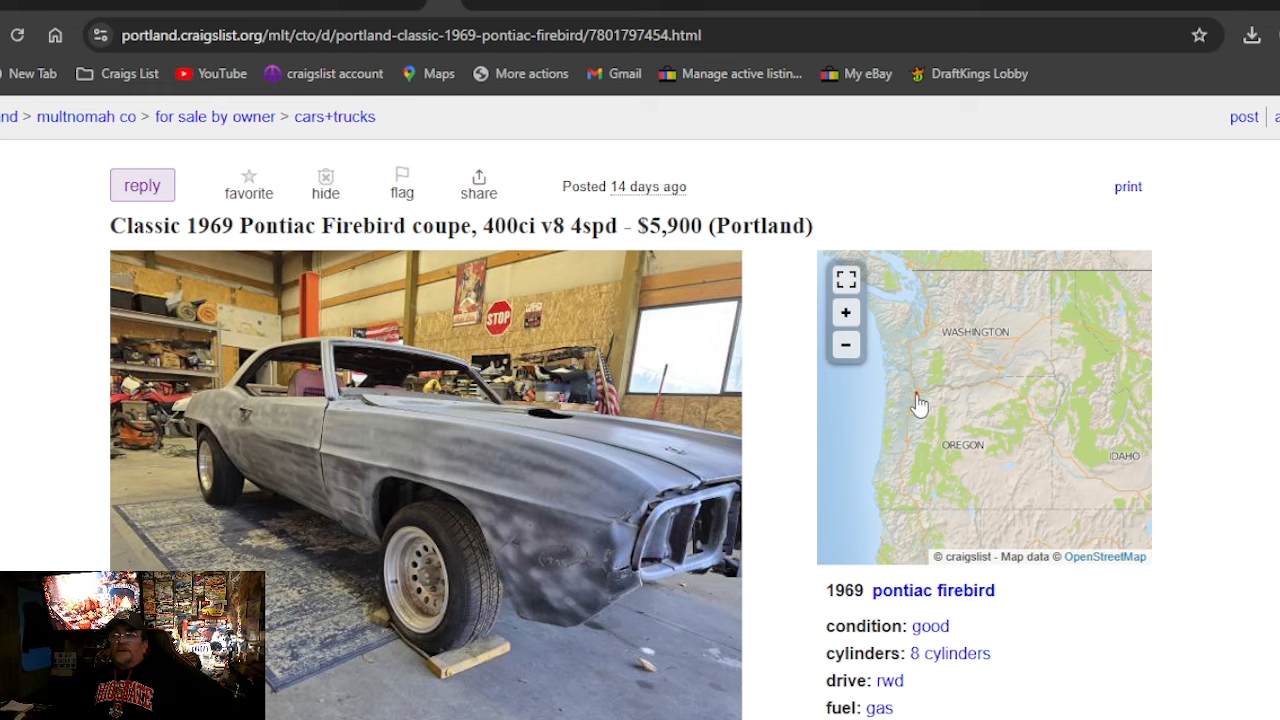 portland.craigslist.org/mlt/cto/d/portland-classic-1969-pontiac-firebird/7801797454.html
New Tab Craigs List YouTube craigslist account Maps More actions Gmail Manage active listin... My eBay DraftKings Lobby
nd > multnomah co > for sale by owner > cars+trucks post
reply favorite hide flag share Posted 14 days ago print
Classic 1969 Pontiac Firebird coupe, 400ci v8 4spd - $5,900 (Portland)
STOP
+
−
WASHINGTON
OREGON
IDAHO
© craigslist - Map data © OpenStreetMap
1969 pontiac firebird
condition: good
cylinders: 8 cylinders
drive: rwd
fuel: gas